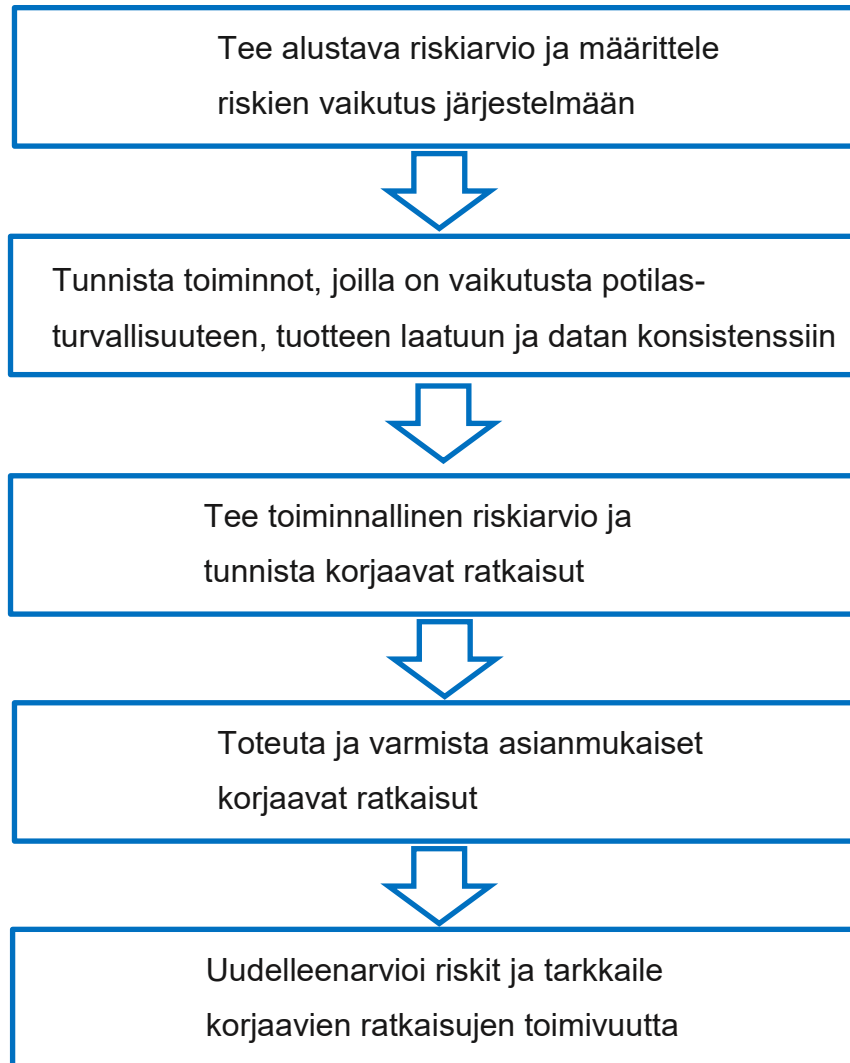 Tee alustava riskiarvio ja määrittele
riskien vaikutus järjestelmään
Tunnista toiminnot, joilla on vaikutusta potilas-
turvallisuuteen, tuotteen laatuun ja datan konsistenssiin
Tee toiminnallinen riskiarvio ja
tunnista korjaavat ratkaisut
Toteuta ja varmista asianmukaiset
korjaavat ratkaisut
Uudelleenarvioi riskit ja tarkkaile
korjaavien ratkaisujen toimivuutta